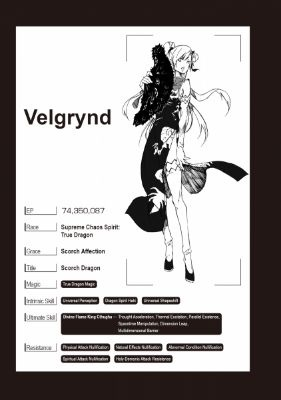 Velgrynd
EP 74,350,087
Race Supreme Chaos Spirit:
True Dragon
Grace Scorch Affection
Title Scorch Dragon
Magic True Dragon Magic
Intrinsic Skill Universal Perception Dragon Spirit Haki Universal Shapeshift
Ultimate Skill Divine Flame King Cthugha — Thought Acceleration, Thermal Excitation, Parallel Existence,
Spacetime Manipulation, Dimension Leap,
Multidimensional Barrier
Resistance Physical Attack Nullification Natural Effects Nullification Abnormal Condition Nullification
Spiritual Attack Nullification Holy-Demonic Attack Resistance